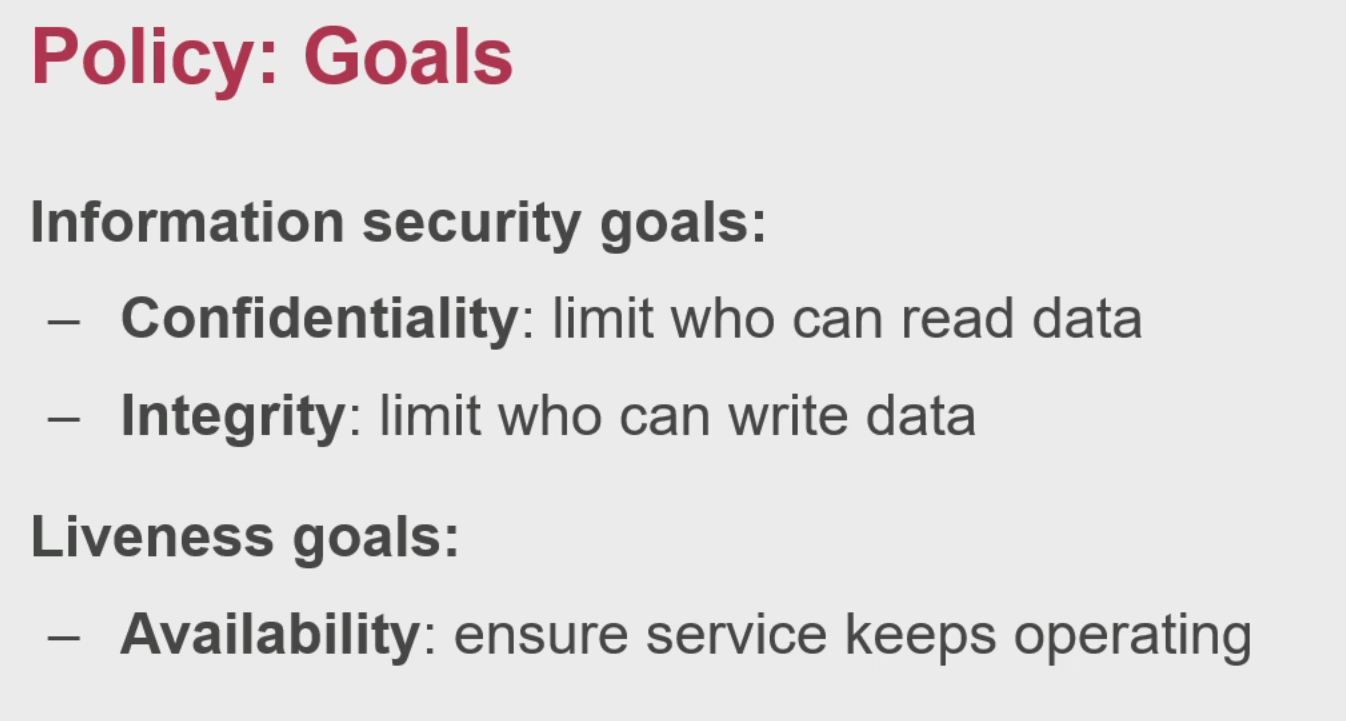 Policy: Goals
Information security goals:
– Confidentiality: limit who can read data
– Integrity: limit who can write data
Liveness goals:
– Availability: ensure service keeps operating